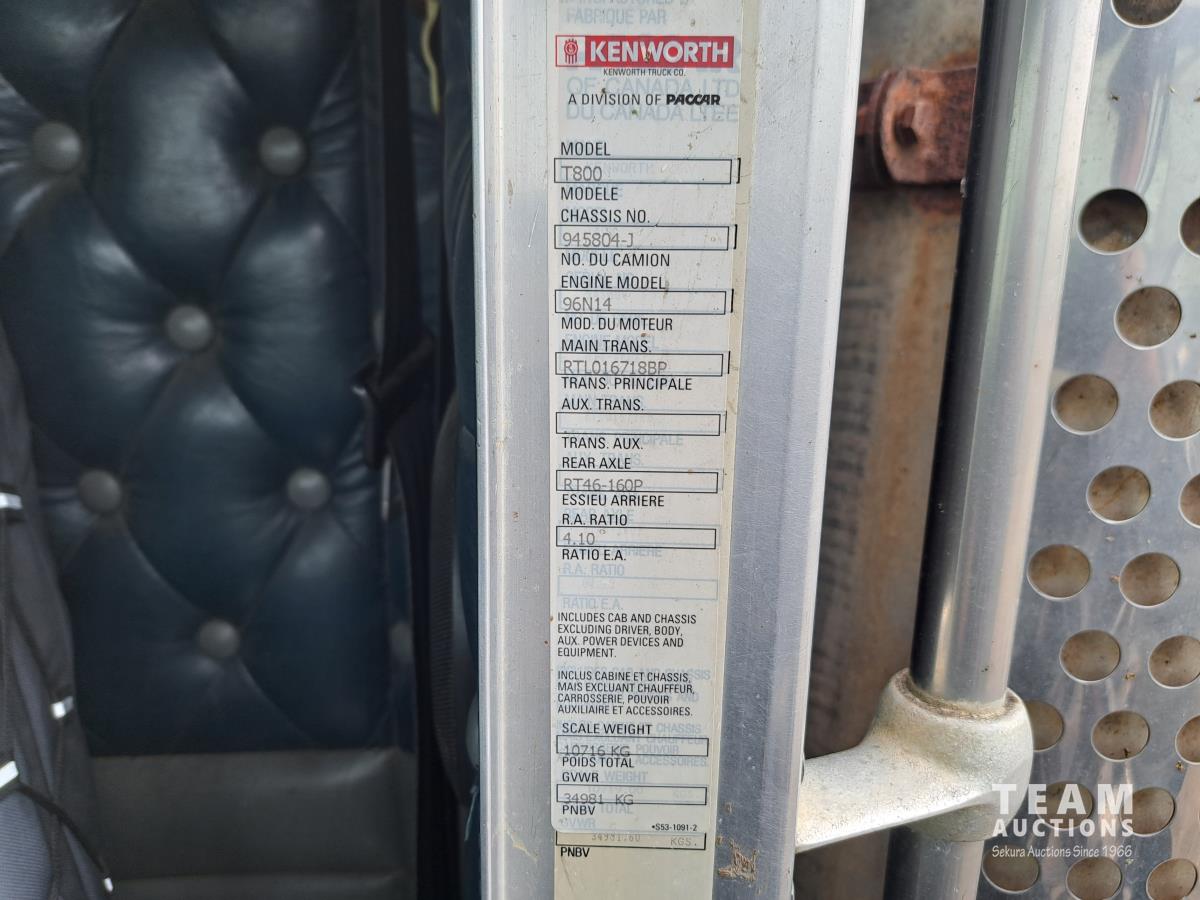 FABRIQUE PAR
KENWORTH
KENWORTH TRUCK CO.
OF CANADA LTD
A DIVISION OF PACCAR
DU CANADA LTEE
MODEL
T800
MODELE
CHASSIS NO.
945804-J
NO. DU CAMION
ENGINE MODEL
96N14
MOD. DU MOTEUR
MAIN TRANS.
RTLO16718BP
TRANS. PRINCIPALE
AUX. TRANS.
TRANS. AUX.
REAR AXLE
RT46-160P
ESSIEU ARRIERE
R.A. RATIO
4.10
RATIO E.A.
R.A. RATIO
RATIO E.A.
INCLUDES CAB AND CHASSIS
EXCLUDING DRIVER, BODY,
AUX. POWER DEVICES AND
EQUIPMENT.
INCLUS CABINE ET CHASSIS,
MAIS EXCLUANT CHAUFFEUR,
CARROSSERIE, POUVOIR
AUXILIAIRE ET ACCESSOIRES.
SCALE WEIGHT
10716 KG
POIDS TOTAL
GVWR
34981 KG
PNBV
*S53-1091-2
34981.60 KGS.
PNBV
TEAM
AUCTIONS
Sekura Auctions Since 1966